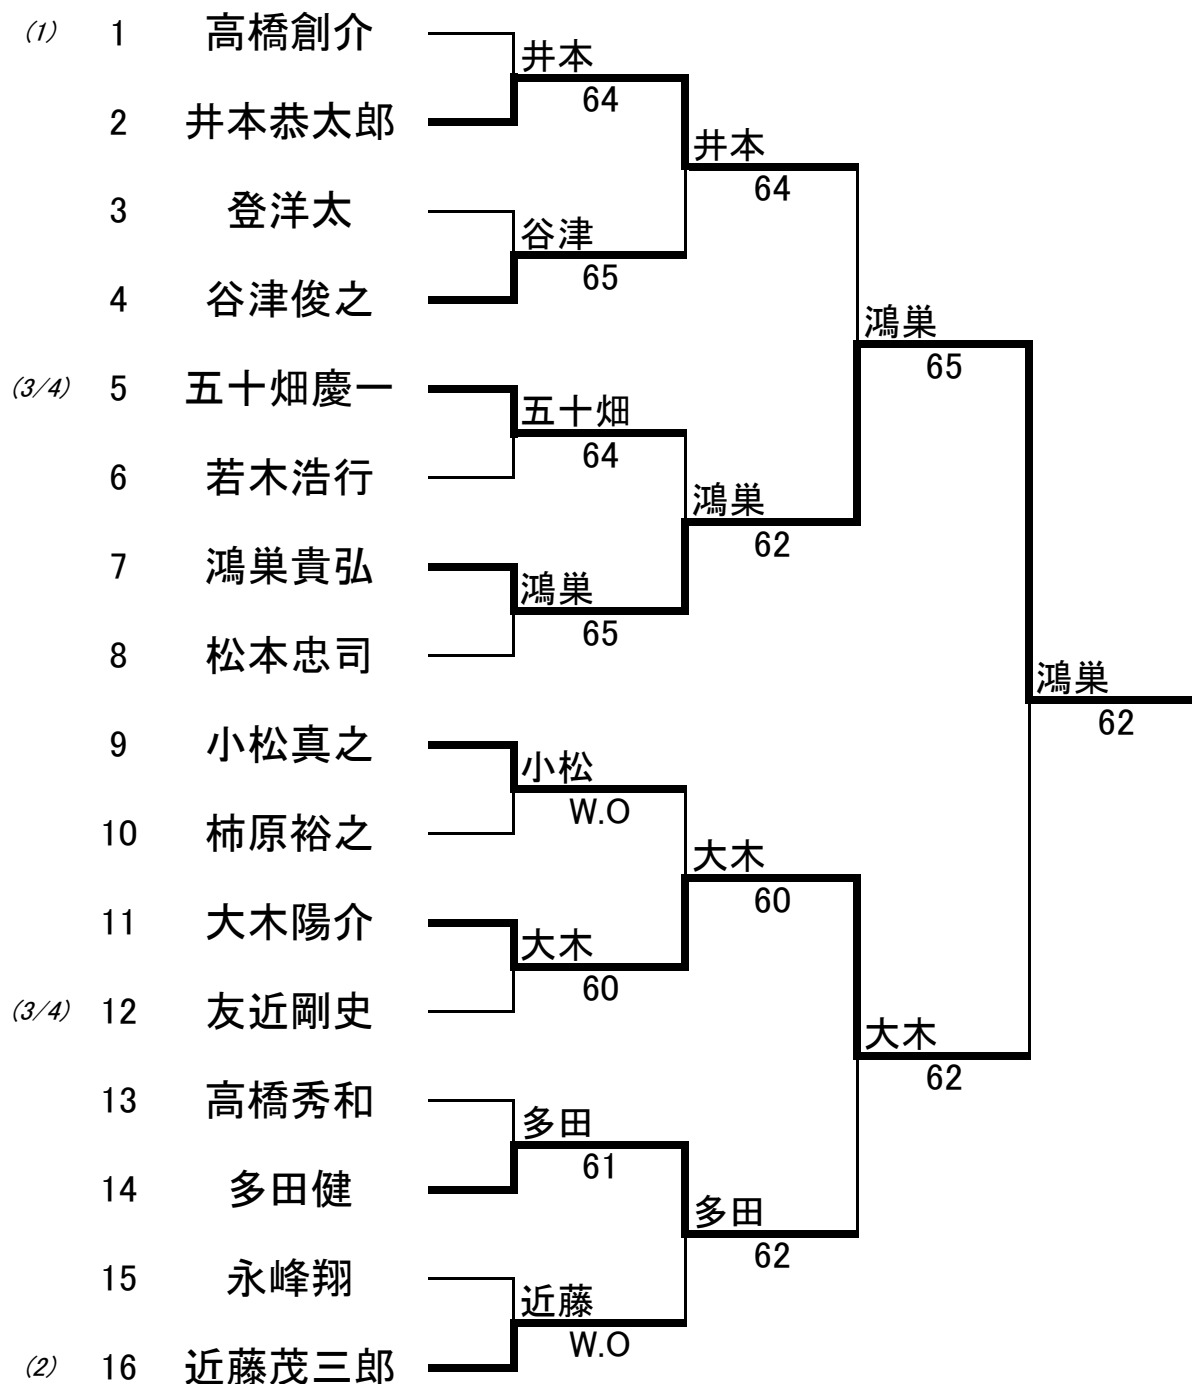 (1) 1 高橋創介
井本
64
2 井本恭太郎
井本
64
3 登洋太
谷津
65
4 谷津俊之
鴻巣
65
(3/4) 5 五十畑慶一
五十畑
64
6 若木浩行
鴻巣
62
7 鴻巣貴弘
鴻巣
65
8 松本忠司
鴻巣
62
9 小松真之
小松
W.O
10 柿原裕之
大木
60
11 大木陽介
大木
60
(3/4) 12 友近剛史
大木
62
13 高橋秀和
多田
61
14 多田健
多田
62
15 永峰翔
近藤
W.O
(2) 16 近藤茂三郎